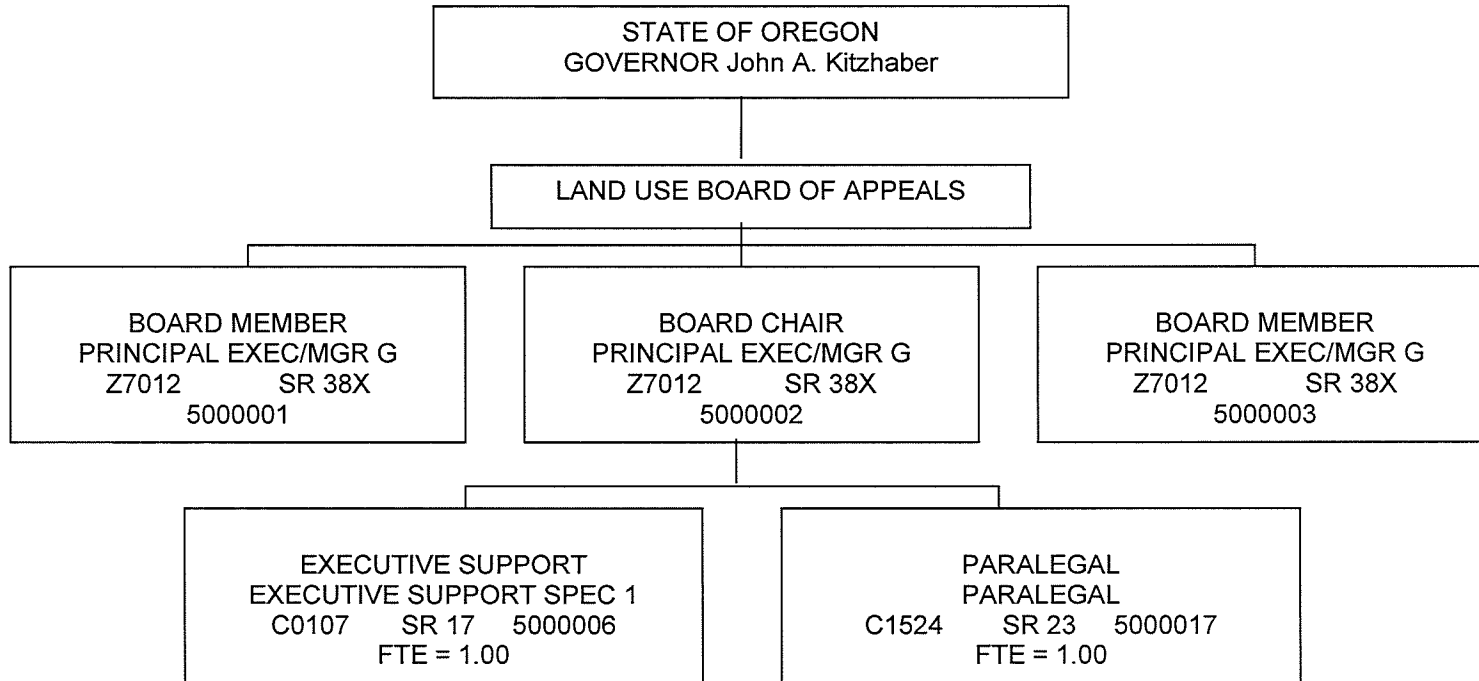 STATE OF OREGON
GOVERNOR John A. Kitzhaber
LAND USE BOARD OF APPEALS
BOARD MEMBER
PRINCIPAL EXEC/MGR G
Z7012 SR 38X
5000001
BOARD CHAIR
PRINCIPAL EXEC/MGR G
Z7012 SR 38X
5000002
BOARD MEMBER
PRINCIPAL EXEC/MGR G
Z7012 SR 38X
5000003
EXECUTIVE SUPPORT
EXECUTIVE SUPPORT SPEC 1
C0107 SR 17 5000006
FTE = 1.00
PARALEGAL
PARALEGAL
C1524 SR 23 5000017
FTE = 1.00